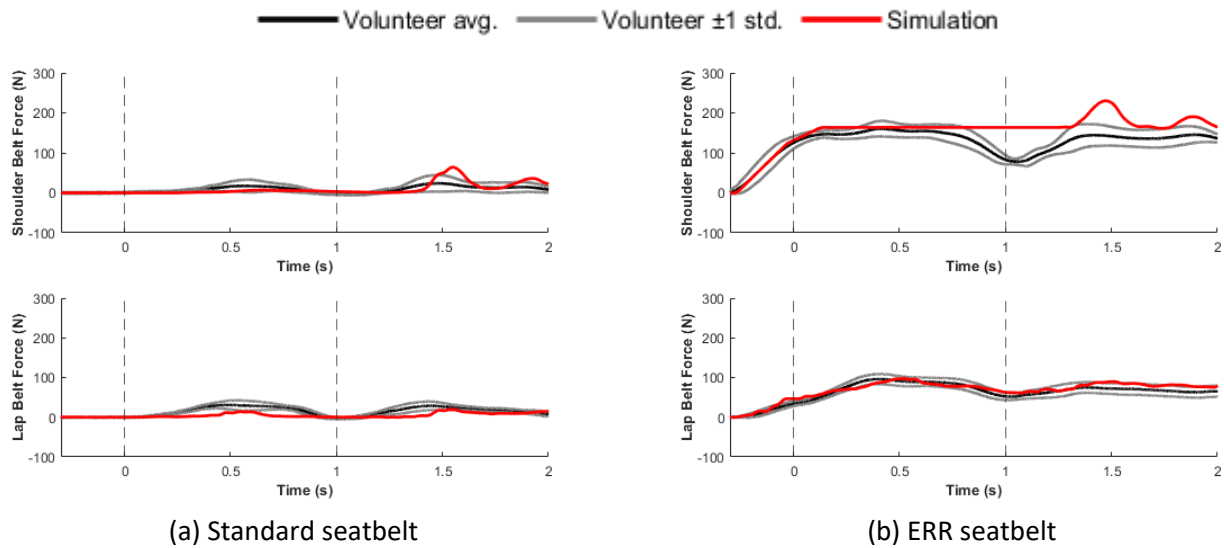 Volunteer avg. Volunteer ±1 std. Simulation
Shoulder Belt Force (N)
300
200
100
0
-100
0 0.5 1 1.5 2
Time (s)
Shoulder Belt Force (N)
300
200
100
0
-100
0 0.5 1 1.5 2
Time (s)
Lap Belt Force (N)
300
200
100
0
-100
0 0.5 1 1.5 2
Time (s)
Lap Belt Force (N)
300
200
100
0
-100
0 0.5 1 1.5 2
Time (s)
(a) Standard seatbelt
(b) ERR seatbelt